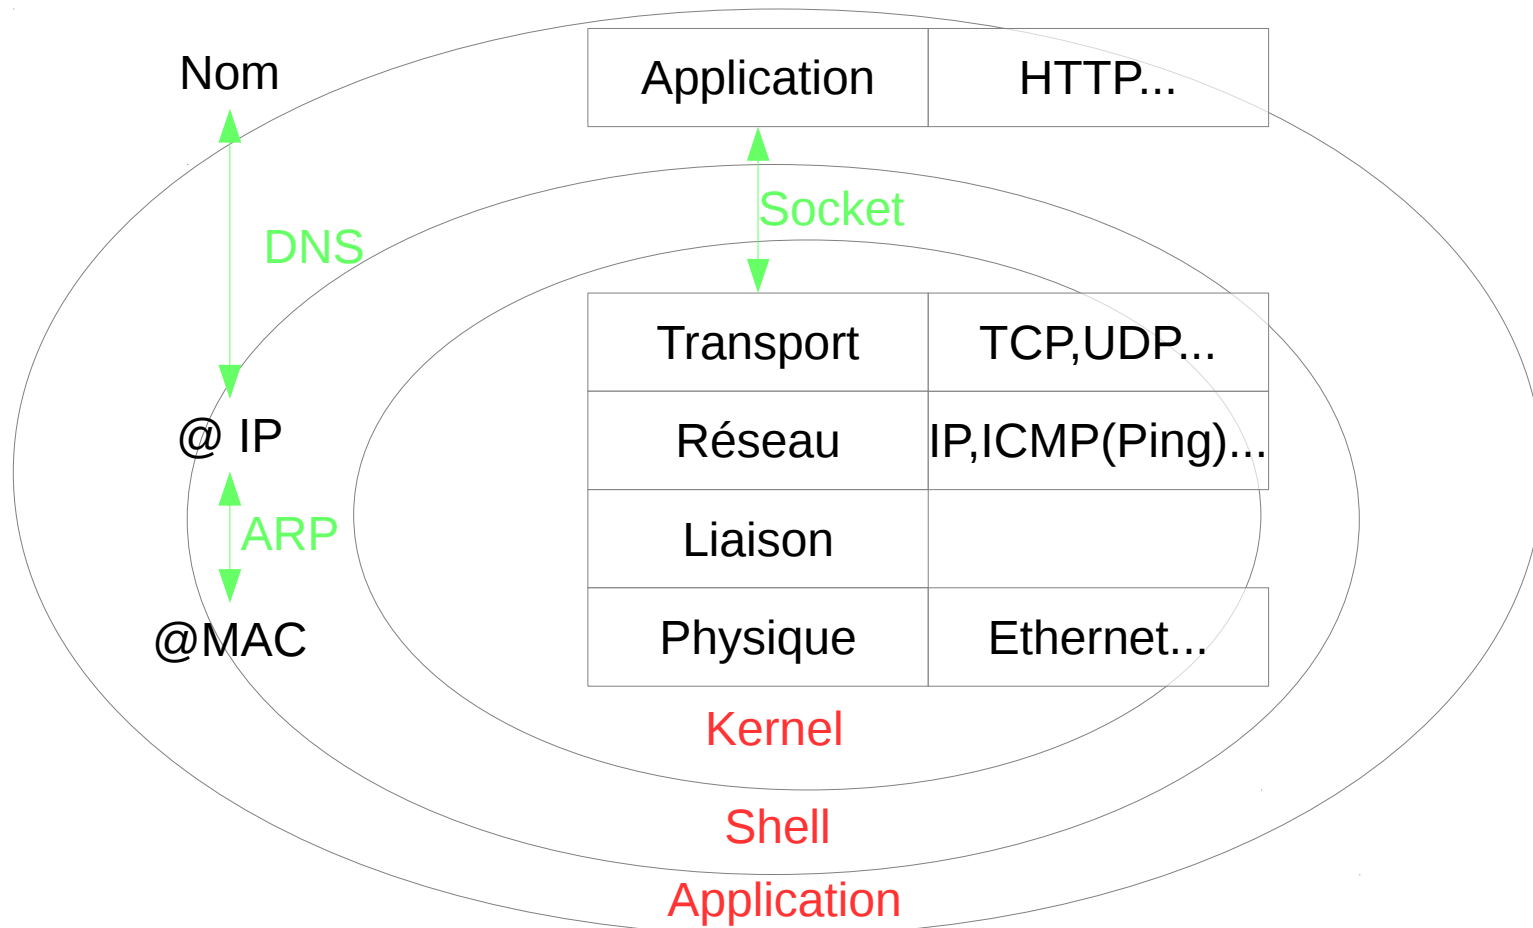 Nom
Application
HTTP...
Socket
DNS
Transport
TCP,UDP...
@ IP
Réseau
IP,ICMP(Ping)...
ARP
Liaison
@MAC
Physique
Ethernet...
Kernel
Shell
Application